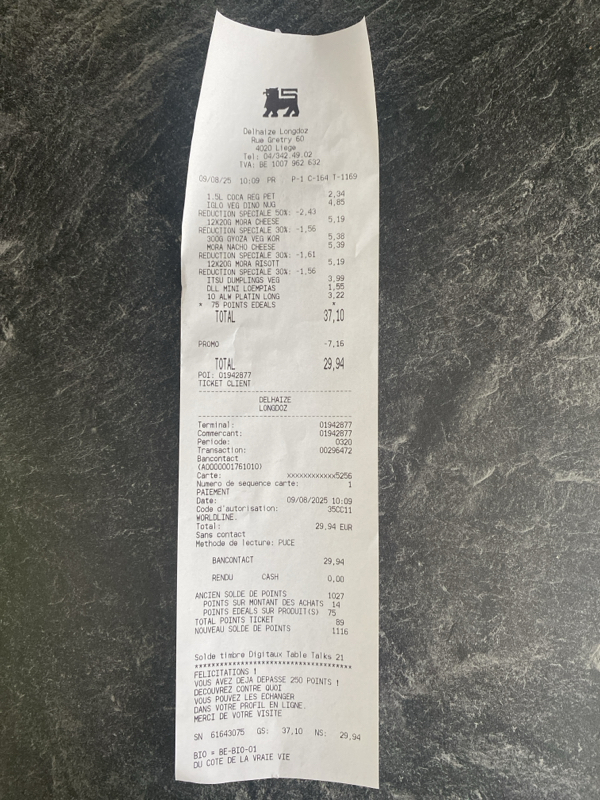 Delhaize Longdoz
Rue Gretry 60
4020 Liege
Tel: 04/342.49.02
TVA: BE 1007 962 632
09/08/25 10:09 PR P-1 C-164 T-1169
1.5L COCA REG PET 2,34
IGLO VEG DINO NUG 4,85
REDUCTION SPECIALE 50%: -2,43
12X20G MORA CHEESE 5,19
REDUCTION SPECIALE 30%: -1,56
300G GYOZA VEG KOR 5,38
MORA NACHO CHEESE 5,39
REDUCTION SPECIALE 30%: -1,61
12X20G MORA RISOTT 5,19
REDUCTION SPECIALE 30%: -1,56
ITSU DUMPLINGS VEG 3,99
DLL MINI LOEMPIAS 1,55
10 ALW PLATIN LONG 3,22
* 75 POINTS EDEALS *
TOTAL 37,10
PROMO -7,16
TOTAL 29,94
POI: 01942877
TICKET CLIENT
DELHAIZE
LONGDOZ
Terminal: 01942877
Commercant: 01942877
Periode: 0320
Transaction: 00296472
Bancontact
(A0000001761010)
Carte: xxxxxxxxxxxx5256
Numero de sequence carte: 1
PAIEMENT
Date: 09/08/2025 10:09
Code d'autorisation: 35CC11
WORLDLINE.
Total: 29,94 EUR
Sans contact
Methode de lecture: PUCE
BANCONTACT 29,94
RENDU CASH 0,00
ANCIEN SOLDE DE POINTS 1027
POINTS SUR MONTANT DES ACHATS 14
POINTS EDEALS SUR PRODUIT(S) 75
TOTAL POINTS TICKET 89
NOUVEAU SOLDE DE POINTS 1116
Solde timbre Digitaux Table Talks 21
************************************
FELICITATIONS !
VOUS AVEZ DEJA DEPASSE 250 POINTS !
DECOUVREZ CONTRE QUOI
VOUS POUVEZ LES ECHANGER
DANS VOTRE PROFIL EN LIGNE.
MERCI DE VOTRE VISITE
SN 61643075 GS: 37,10 NS: 29,94
BIO = BE-BIO-01
DU COTE DE LA VRAIE VIE